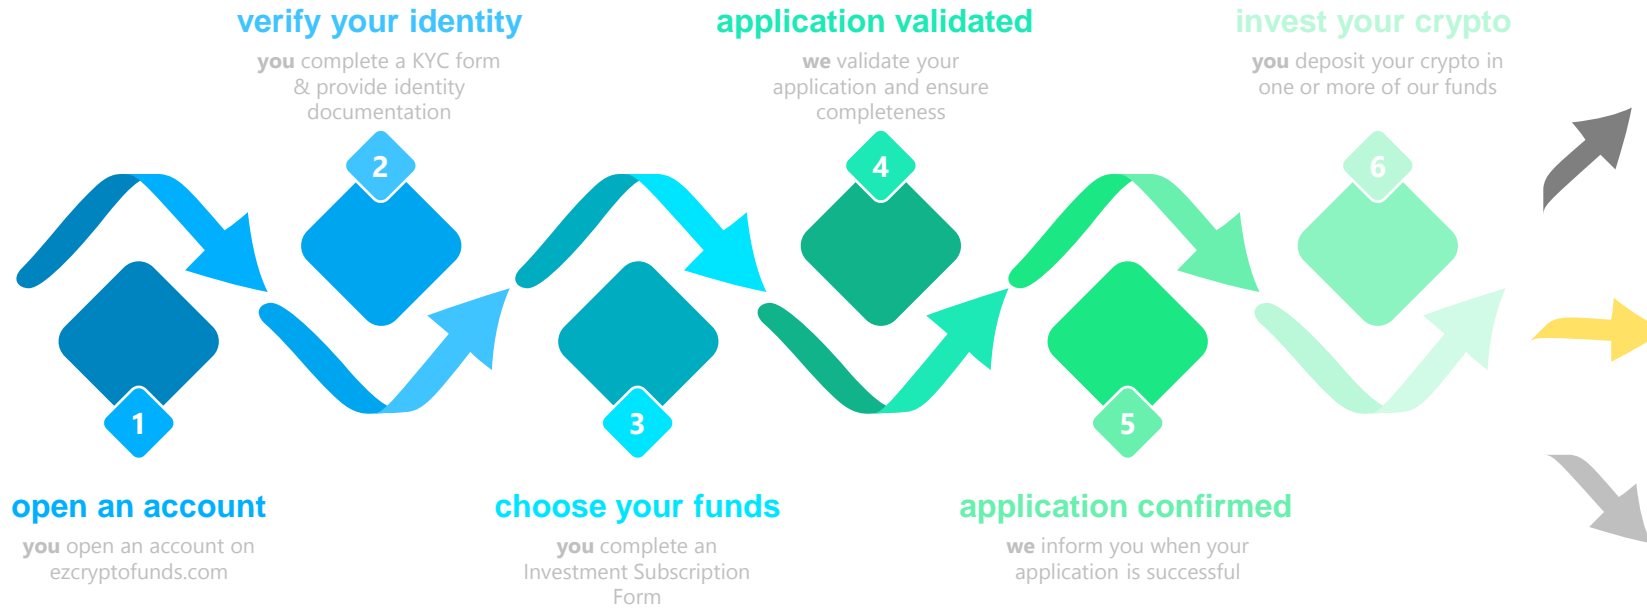 verify your identity
you complete a KYC form
& provide identity
documentation
application validated
we validate your
application and ensure
completeness
invest your crypto
you deposit your crypto in
one or more of our funds
2
4
6
1
3
5
open an account
you open an account on
ezcryptofunds.com
choose your funds
you complete an
Investment Subscription
Form
application confirmed
we inform you when your
application is successful